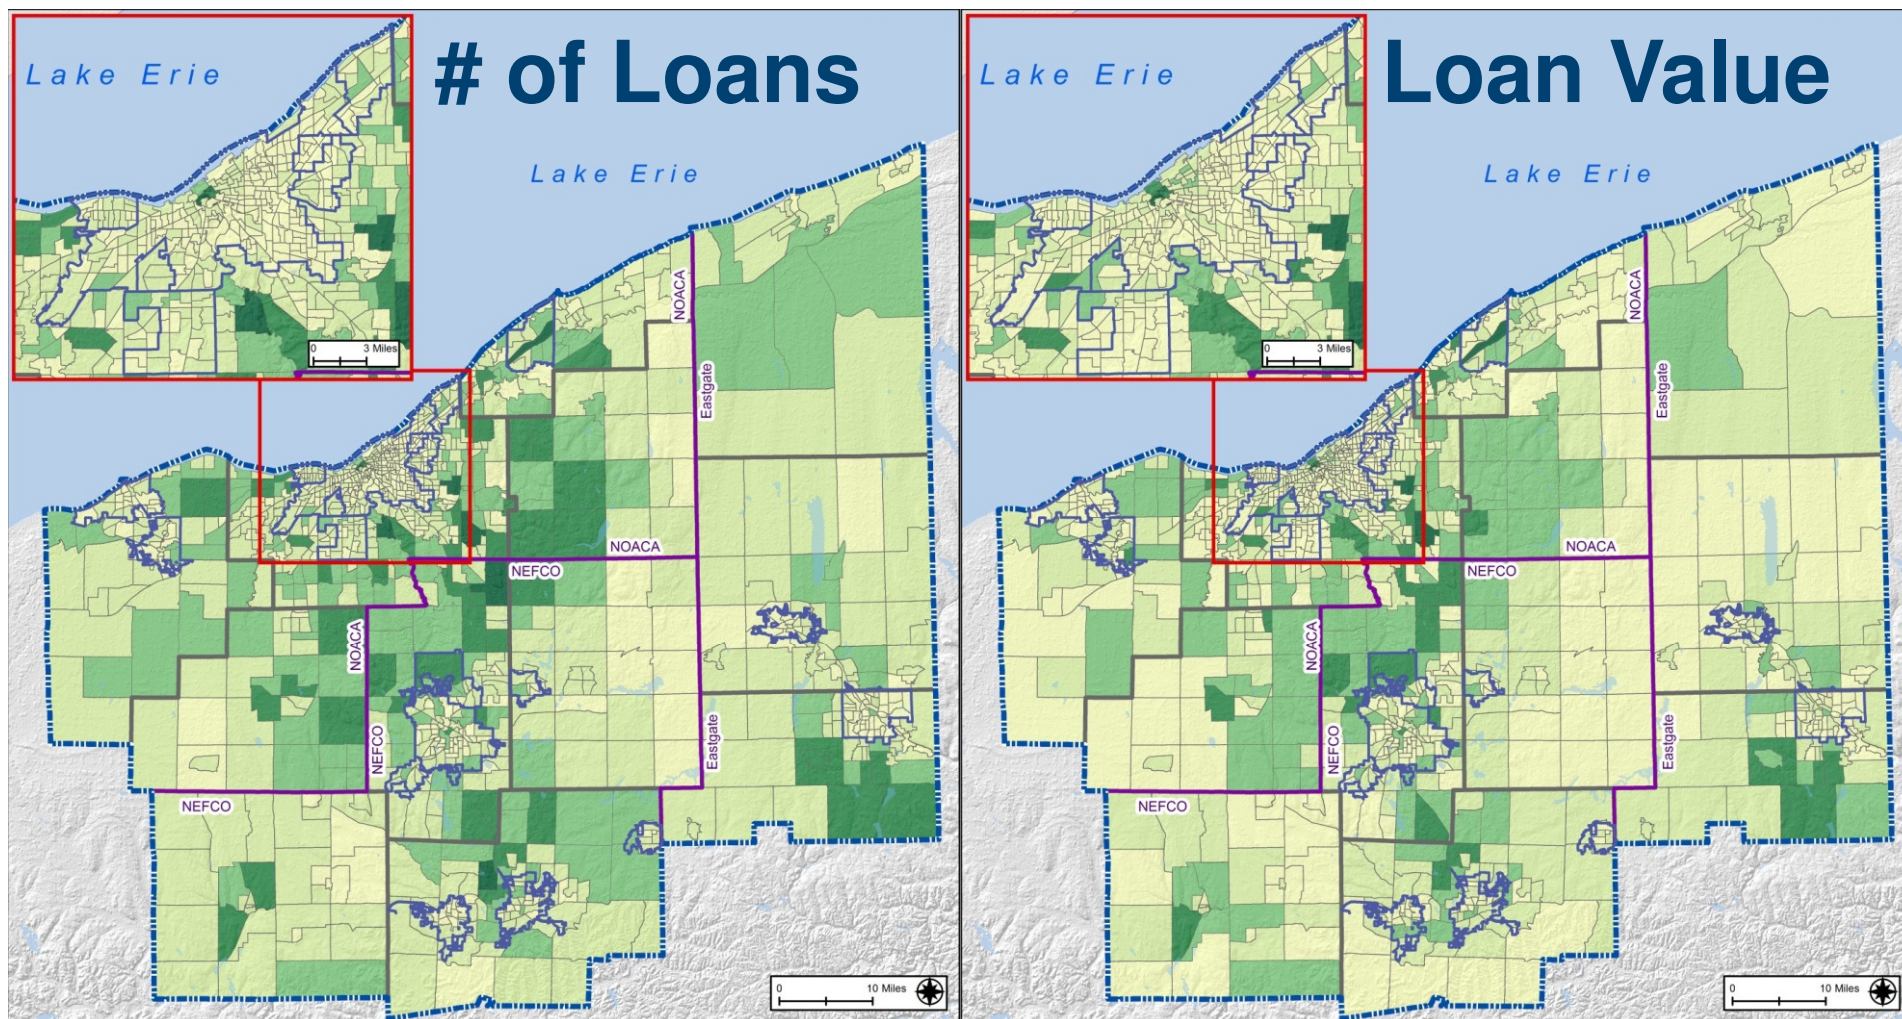 # of Loans
Lake Erie
0 3 Miles
Lake Erie
NOACA
Eastgate
NOACA
NEFCO
NOACA
NEFCO
Eastgate
NEFCO
0 10 Miles
Loan Value
Lake Erie
0 3 Miles
Lake Erie
NOACA
Eastgate
NOACA
NEFCO
NOACA
NEFCO
Eastgate
NEFCO
0 10 Miles